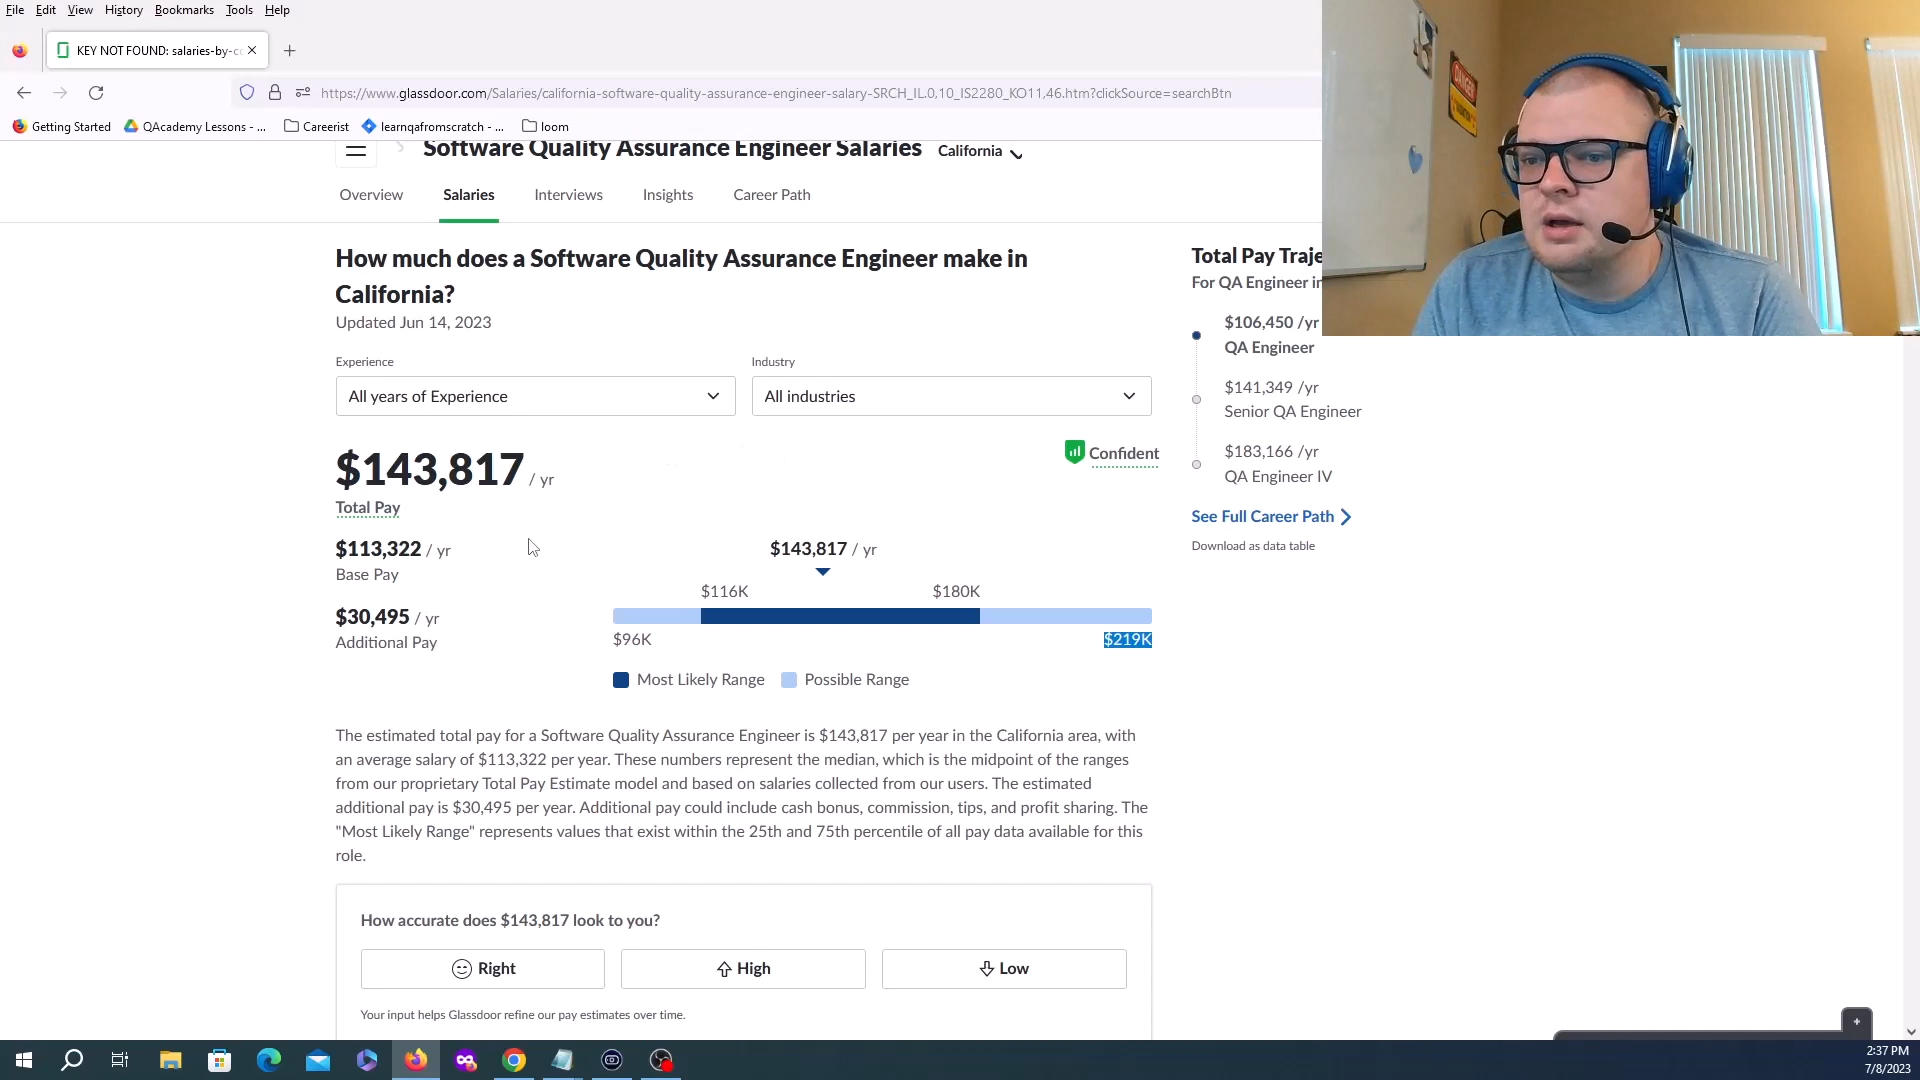 File Edit View History Bookmarks Tools Help
KEY NOT FOUND: salaries-by-co
https://www.glassdoor.com/Salaries/california-software-quality-assurance-engineer-salary-SRCH_IL.0,10_IS2280_KO11,46.htm?clickSource=searchBtn
Getting Started QAcademy Lessons - ... Careerist learnqafromscratch - ... loom
Software Quality Assurance Engineer Salaries California
Overview Salaries Interviews Insights Career Path
How much does a Software Quality Assurance Engineer make in
California?
Updated Jun 14, 2023
Experience Industry
All years of Experience All industries
$143,817 / yr
Confident
Total Pay
$113,322 / yr
Base Pay
$30,495 / yr
Additional Pay
$143,817 / yr
$116K $180K
$96K $219K
Most Likely Range Possible Range
The estimated total pay for a Software Quality Assurance Engineer is $143,817 per year in the California area, with
an average salary of $113,322 per year. These numbers represent the median, which is the midpoint of the ranges
from our proprietary Total Pay Estimate model and based on salaries collected from our users. The estimated
additional pay is $30,495 per year. Additional pay could include cash bonus, commission, tips, and profit sharing. The
"Most Likely Range" represents values that exist within the 25th and 75th percentile of all pay data available for this
role.
How accurate does $143,817 look to you?
Right High Low
Your input helps Glassdoor refine our pay estimates over time.
Total Pay Traje
For QA Engineer in
$106,450 /yr
QA Engineer
$141,349 /yr
Senior QA Engineer
$183,166 /yr
QA Engineer IV
See Full Career Path
Download as data table
DANGER
2:37 PM
7/8/2023